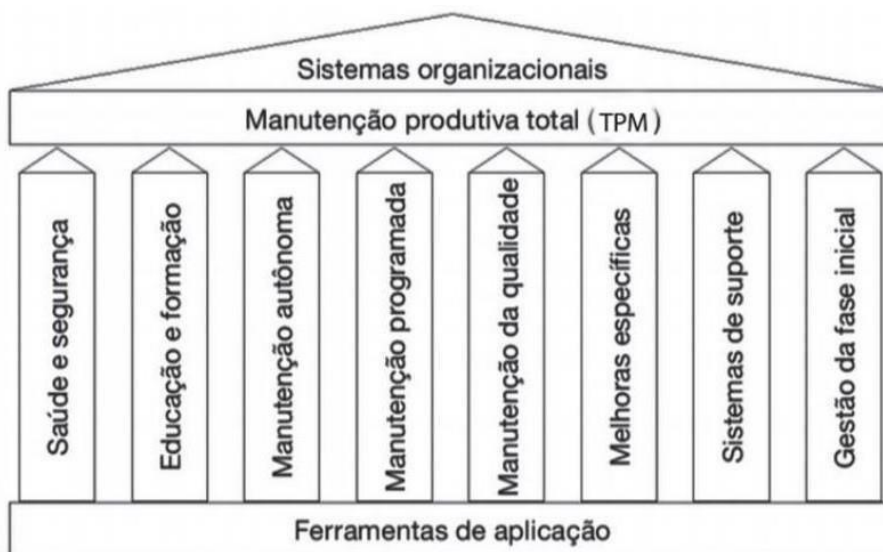 Sistemas organizacionais
Manutenção produtiva total (TPM)
Saúde e segurança
Educação e formação
Manutenção autônoma
Manutenção programada
Manutenção da qualidade
Melhoras específicas
Sistemas de suporte
Gestão da fase inicial
Ferramentas de aplicação